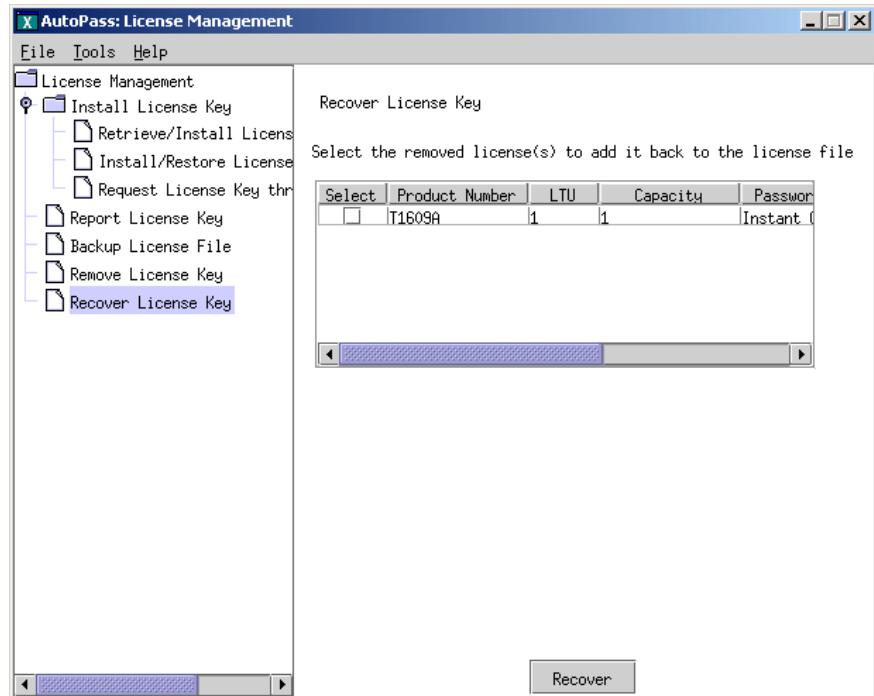 AutoPass: License Management
File Tools Help
License Management
Install License Key
Retrieve/Install Licens
Install/Restore License
Request License Key thr
Report License Key
Backup License File
Remove License Key
Recover License Key
Recover License Key
Select the removed license(s) to add it back to the license file
Select Product Number LTU Capacity Passwor
T1609A 1 1 Instant
Recover